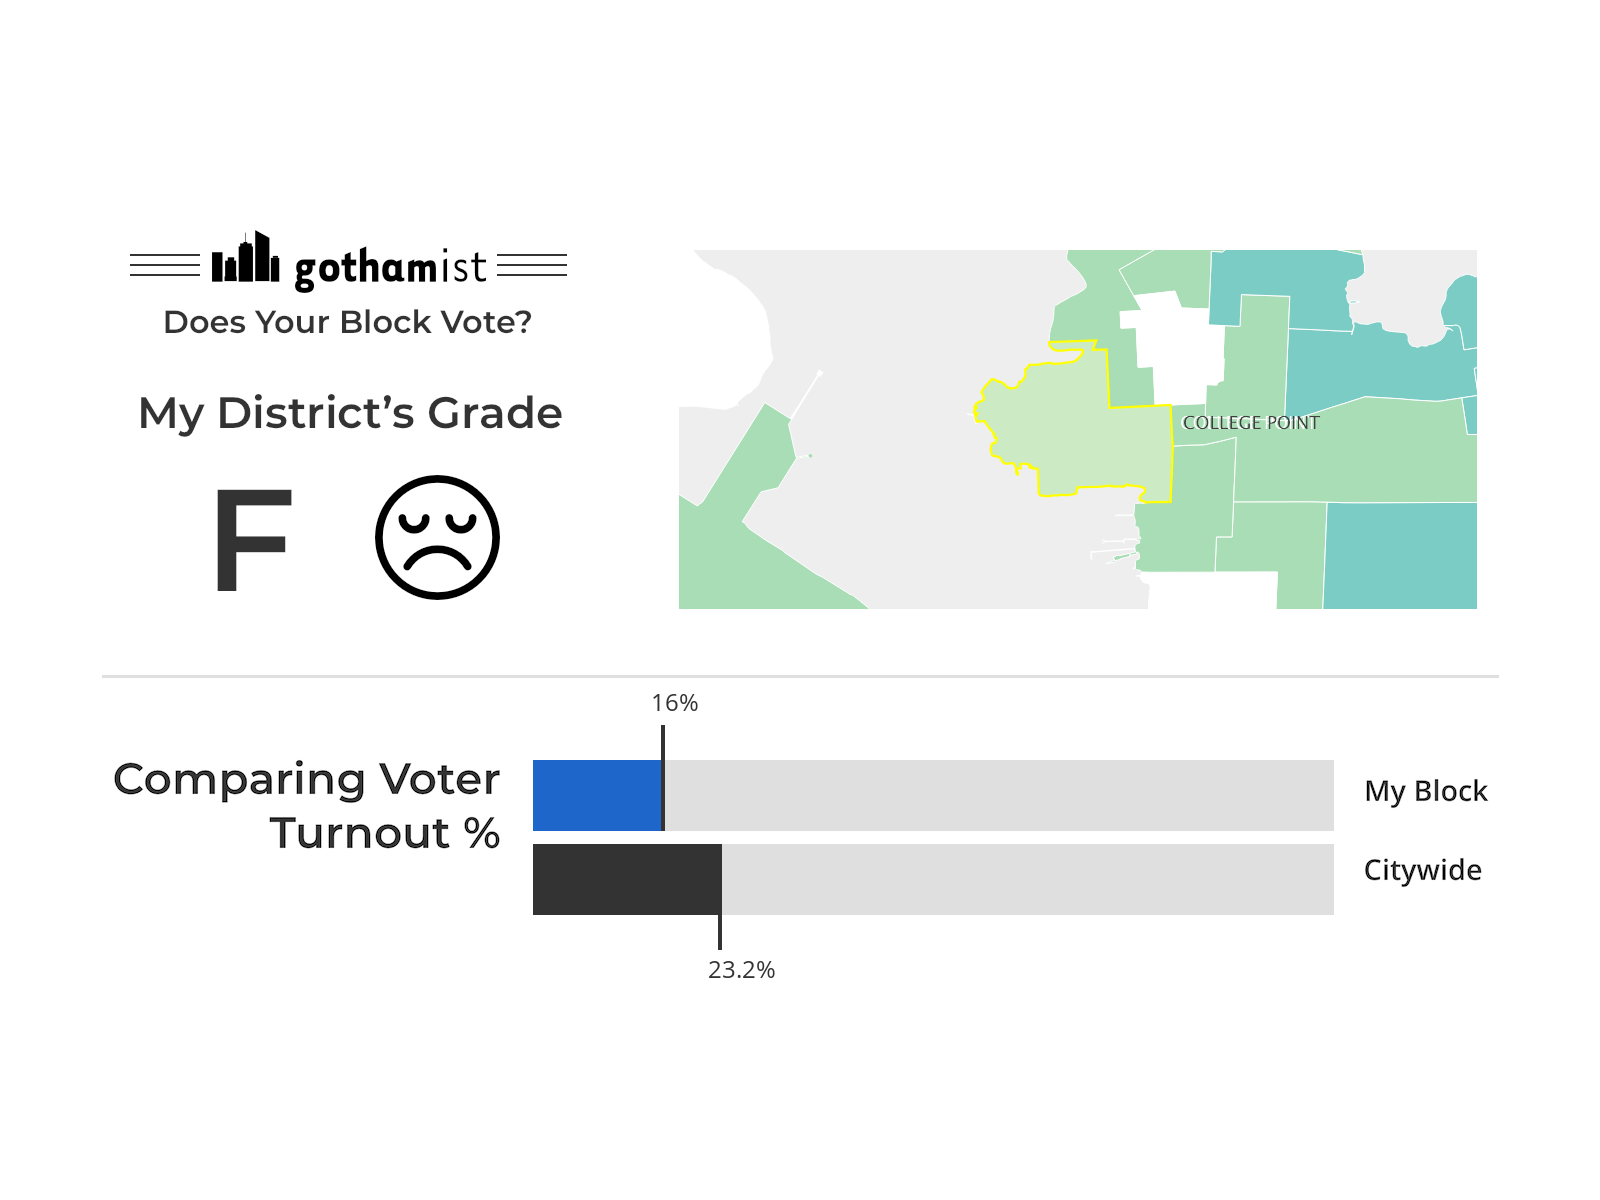 gothamist
Does Your Block Vote?
My District’s Grade
F
COLLEGE POINT
16%
Comparing Voter
Turnout %
My Block
Citywide
23.2%